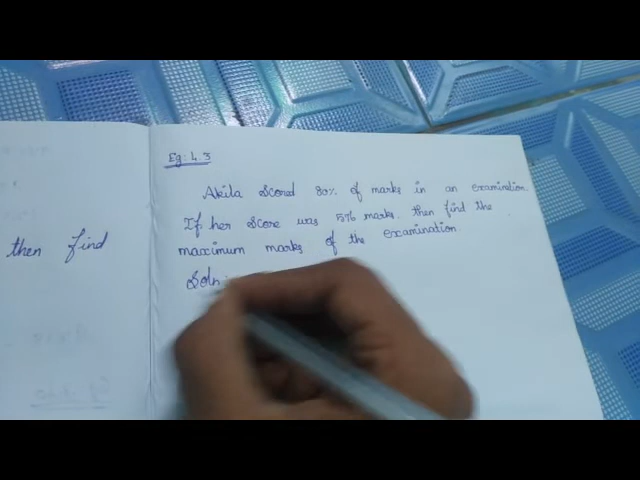 Eg: 4.3
Akila scored 80% of marks in an examination.
If her score was 576 marks. then find the
maximum marks of the examination
Soln:
then find